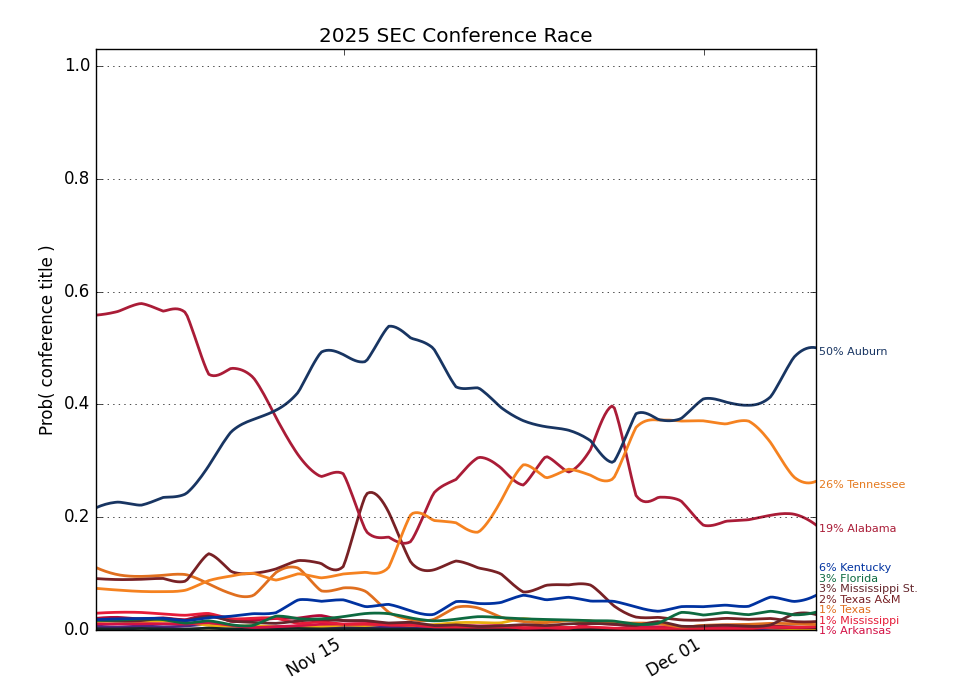 2025 SEC Conference Race
Prob( conference title )
1.0
0.8
0.6
0.4
0.2
0.0
Nov 15
Dec 01
50% Auburn
26% Tennessee
19% Alabama
6% Kentucky
3% Florida
3% Mississippi St.
2% Texas A&M
1% Texas
1% Mississippi
1% Arkansas